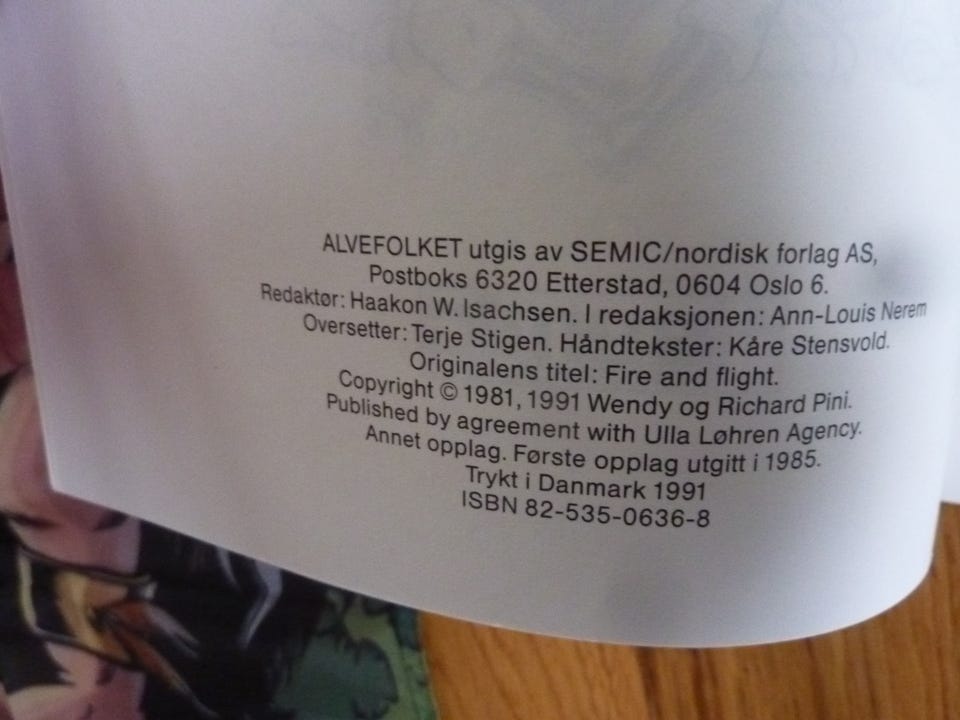 ALVEFOLKET utgis av SEMIC/nordisk forlag AS,
Postboks 6320 Etterstad, 0604 Oslo 6.
Redaktør: Haakon W. Isachsen. I redaksjonen: Ann-Louis Nerem
Oversetter: Terje Stigen. Håndtekster: Kåre Stensvold.
Originalens titel: Fire and flight.
Copyright © 1981, 1991 Wendy og Richard Pini.
Published by agreement with Ulla Løhren Agency.
Annet opplag. Første opplag utgitt i 1985.
Trykt i Danmark 1991
ISBN 82-535-0636-8